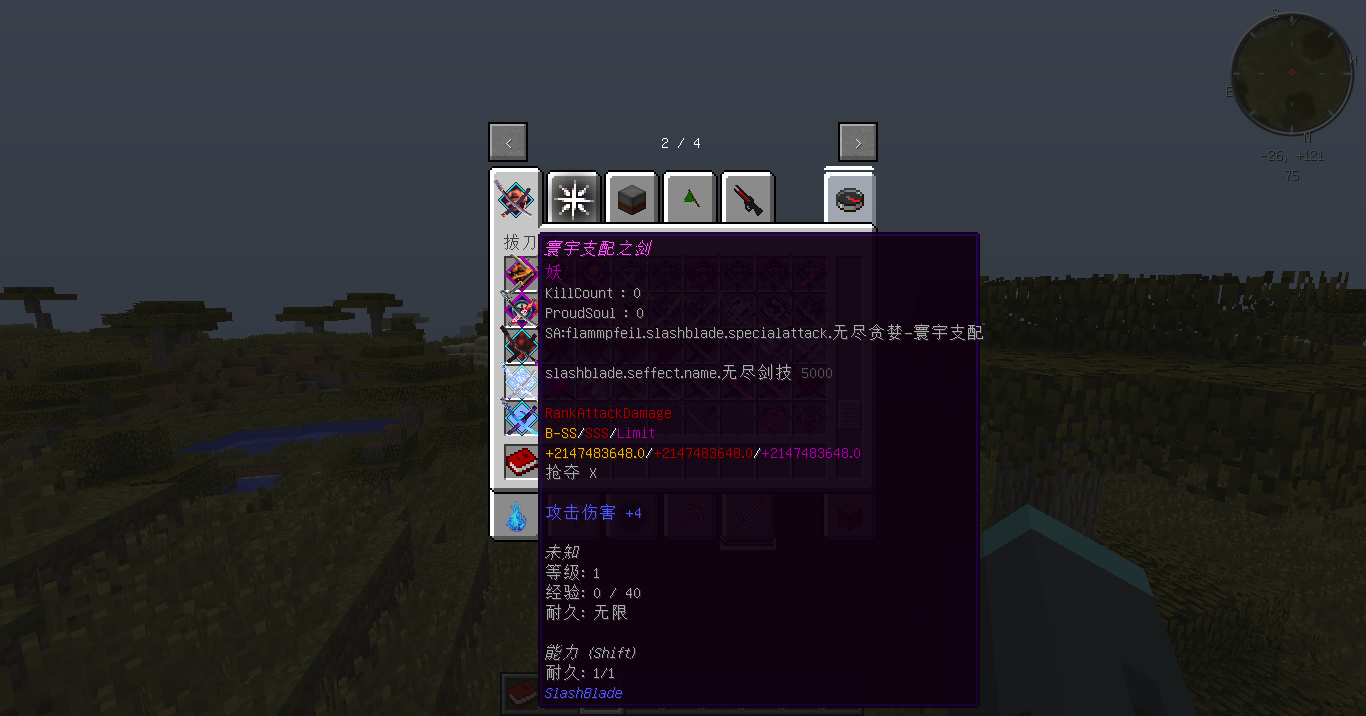 S
W
E
N
-26, +121
75
<
2 / 4
>
拔刀
寰宇支配之剑
妖
KillCount : 0
ProudSoul : 0
SA:flammpfeil.slashblade.specialattack.无尽贪婪-寰宇支配
slashblade.seffect.name.无尽剑技 5000
RankAttackDamage
B-SS/SSS/Limit
+2147483648.0/+2147483648.0/+2147483648.0
抢夺 X
攻击伤害 +4
未知
等级: 1
经验: 0 / 40
耐久: 无限
能力 (Shift)
耐久: 1/1
SlashBlade